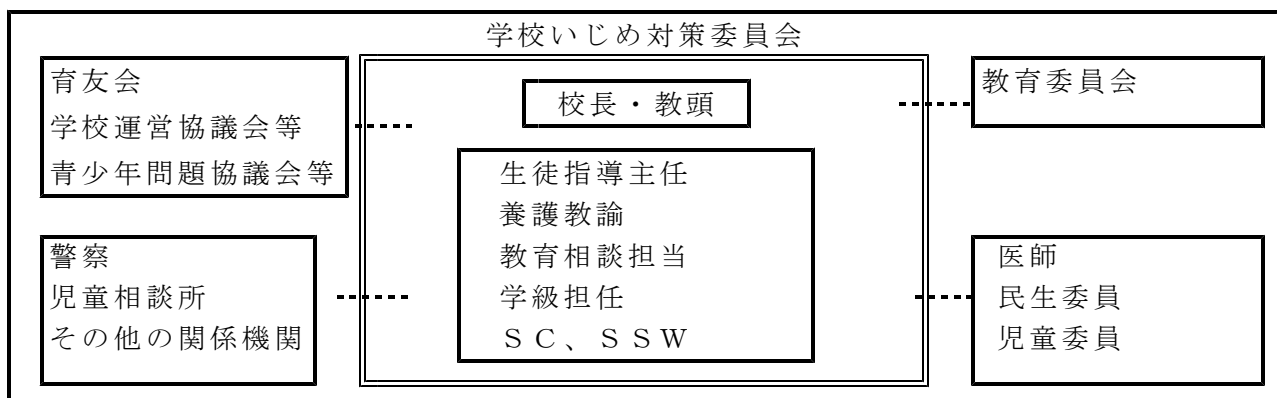 学校いじめ対策委員会
育友会
学校運営協議会等
青少年問題協議会等
校長・教頭
教育委員会
生徒指導主任
養護教諭
教育相談担当
学級担任
ＳＣ、ＳＳＷ
警察
児童相談所
その他の関係機関
医師
民生委員
児童委員